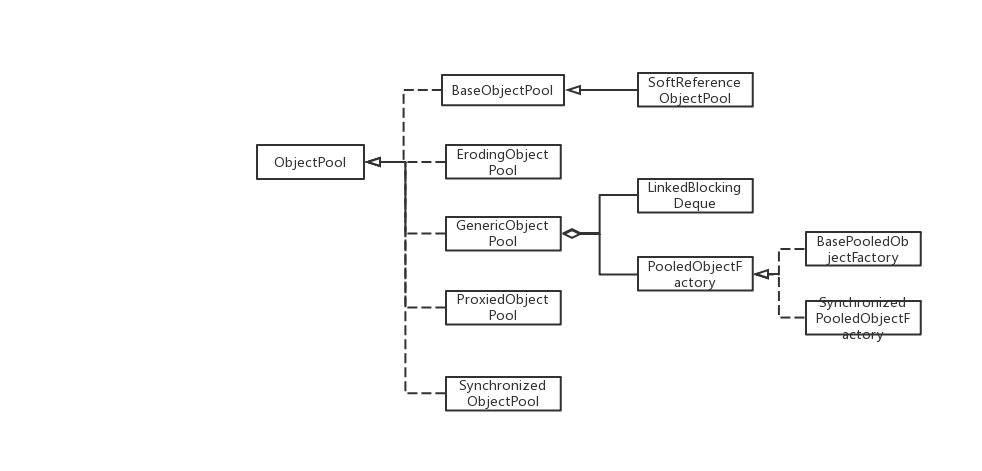 BaseObjectPool
SoftReference
ObjectPool
ObjectPool
ErodingObject
Pool
LinkedBlocking
Deque
GenericObject
Pool
BasePooledOb
jectFactory
PooledObjectF
actory
ProxiedObject
Pool
Synchronized
PooledObjectF
actory
Synchronized
ObjectPool